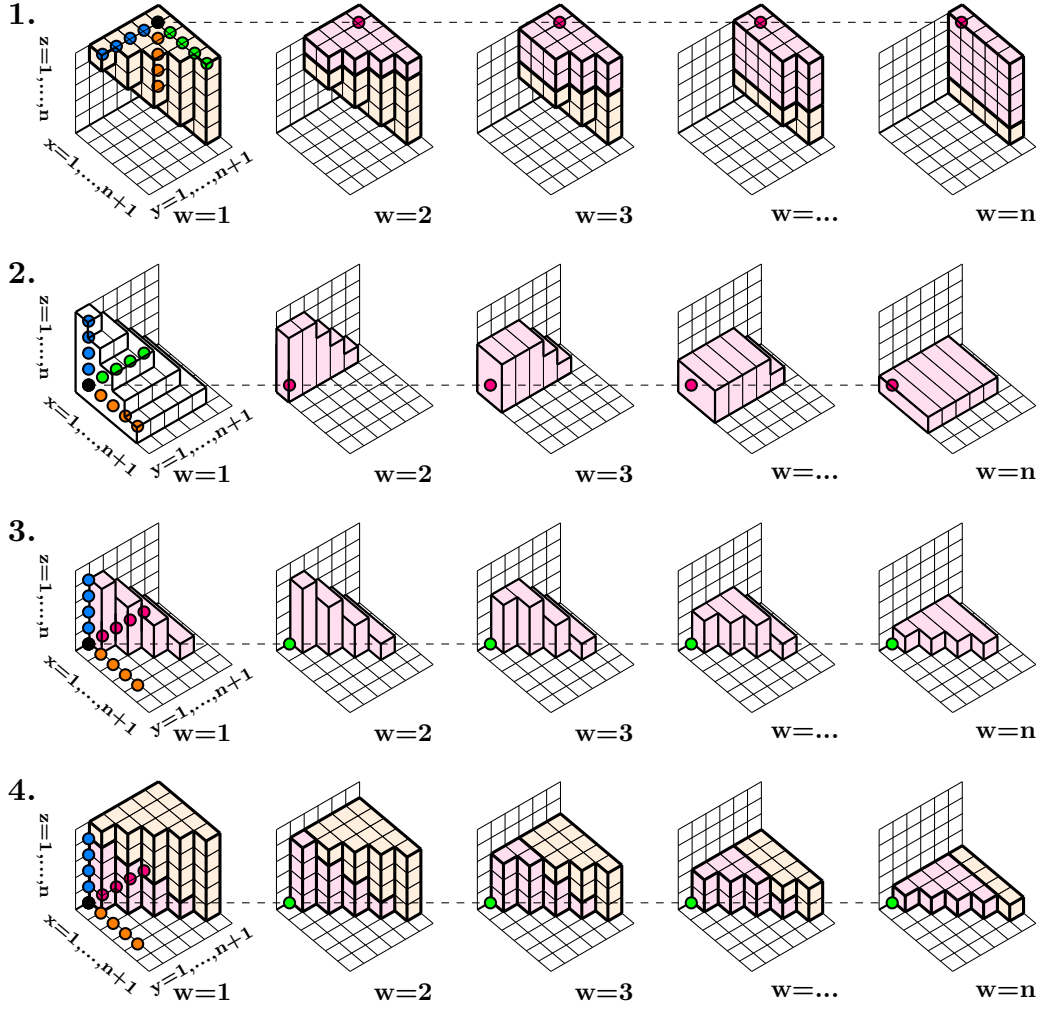 1.
z=1,...,n
x=1,...,n+1
y=1,...,n+1
w=1 w=2 w=3 w=... w=n
2.
z=1,...,n
x=1,...,n+1
y=1,...,n+1
w=1 w=2 w=3 w=... w=n
3.
z=1,...,n
x=1,...,n+1
y=1,...,n+1
w=1 w=2 w=3 w=... w=n
4.
z=1,...,n
x=1,...,n+1
y=1,...,n+1
w=1 w=2 w=3 w=... w=n